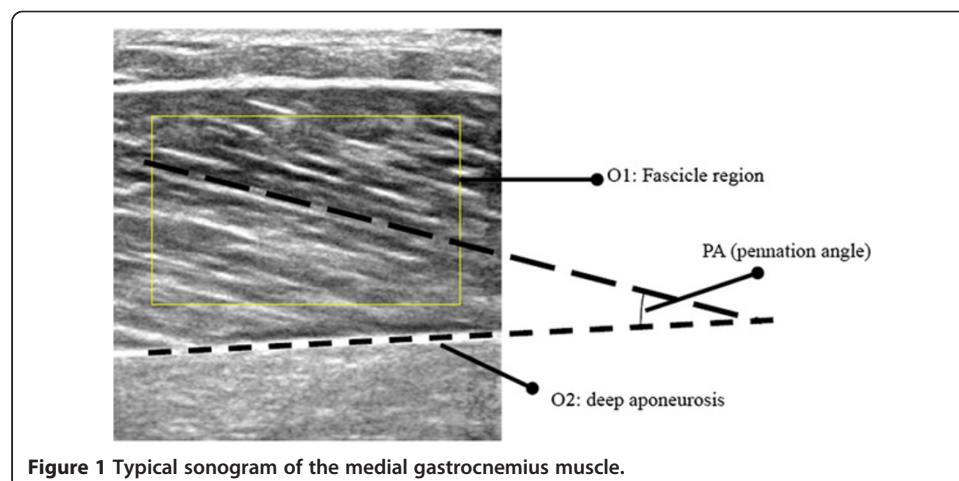 O1: Fascicle region
PA (pennation angle)
O2: deep aponeurosis
Figure 1 Typical sonogram of the medial gastrocnemius muscle.